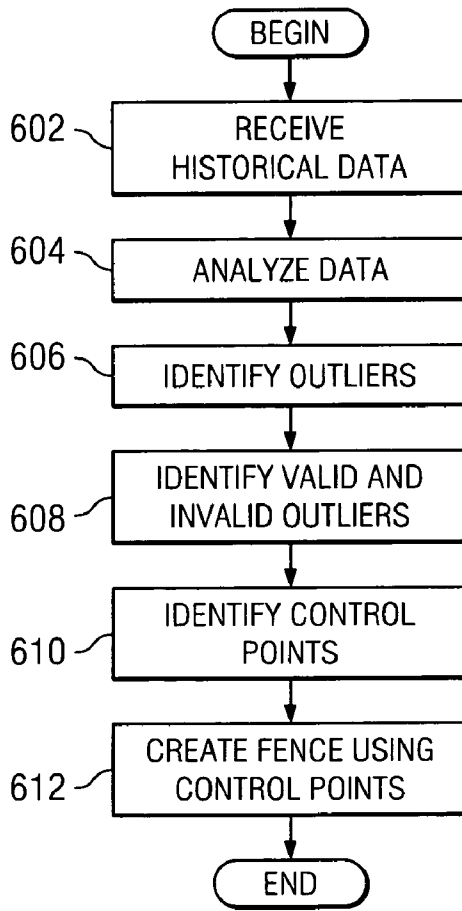 BEGIN
602
RECEIVE
HISTORICAL DATA
604
ANALYZE DATA
606
IDENTIFY OUTLIERS
608
IDENTIFY VALID AND
INVALID OUTLIERS
610
IDENTIFY CONTROL
POINTS
612
CREATE FENCE USING
CONTROL POINTS
END